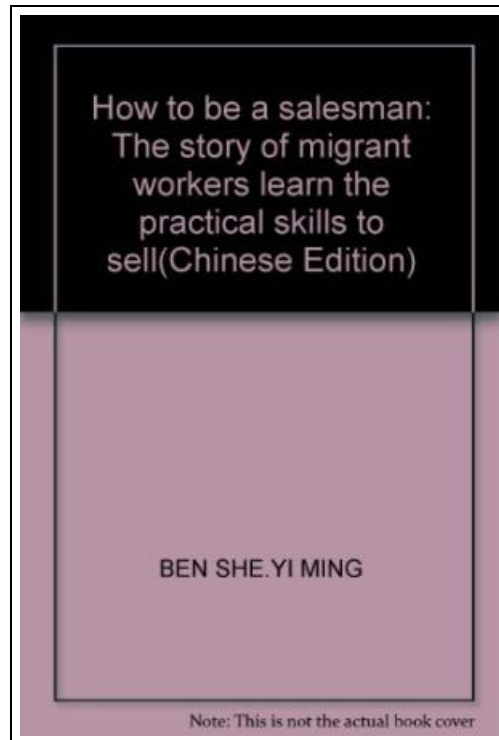 How to be a salesman:
The story of migrant
workers learn the
practical skills to
sell(Chinese Edition)
BEN SHE.YI MING
Note: This is not the actual book cover